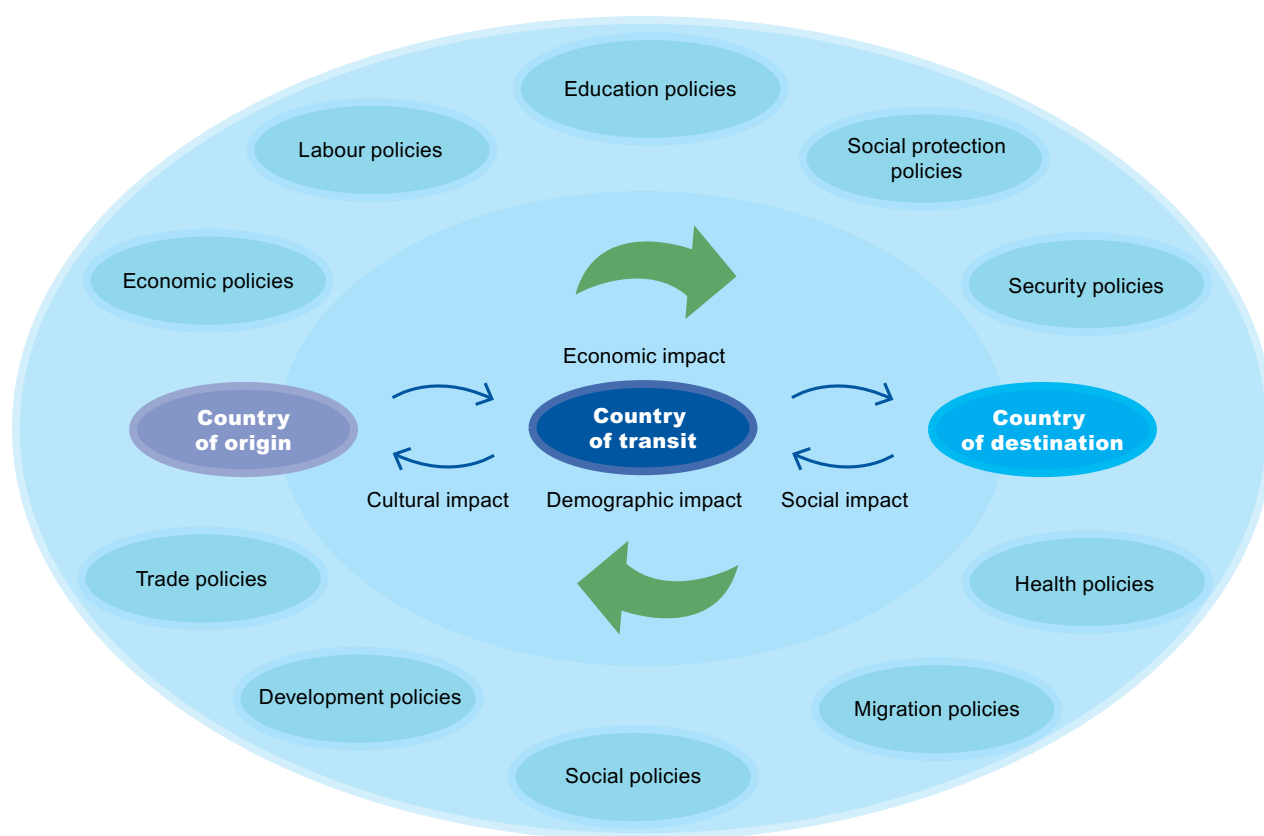 Education policies
Labour policies
Social protection
policies
Economic policies
Security policies
Economic impact
Country
of origin
Country
of transit
Country
of destination
Cultural impact
Demographic impact
Social impact
Trade policies
Health policies
Development policies
Migration policies
Social policies